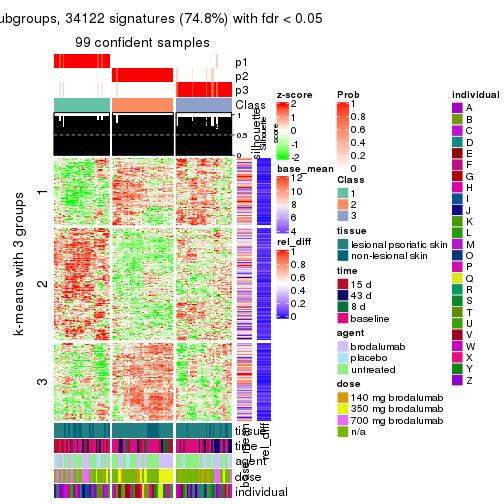 ubgroups, 34122 signatures (74.8%) with fdr < 0.05
99 confident samples
p1
p2
p3
Class
1
0.5
0
silhouette
Silhouette
score
k-means with 3 groups
1
2
3
tissue
time
agent
dose
individual
base_mean
rel_diff
z-score
2
1
0
-1
-2
base_mean
12
10
8
6
4
rel_diff
1
0.8
0.6
0.4
0.2
0
Prob
1
0.8
0.6
0.4
0.2
0
Class
1
2
3
tissue
lesional psoriatic skin
non-lesional skin
time
15 d
43 d
8 d
baseline
agent
brodalumab
placebo
untreated
dose
140 mg brodalumab
350 mg brodalumab
700 mg brodalumab
n/a
individual
A
B
C
D
E
F
G
H
I
J
K
L
M
O
P
Q
R
S
T
U
V
W
X
Y
Z